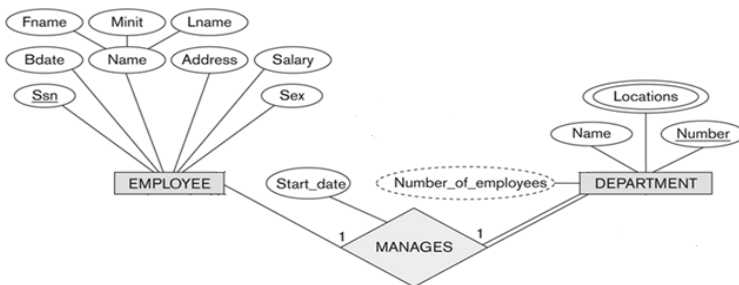 Fname Minit Lname
Bdate Name Address Salary
Ssn Sex
Locations
Name Number
EMPLOYEE Start_date Number_of_employees DEPARTMENT
1 MANAGES 1